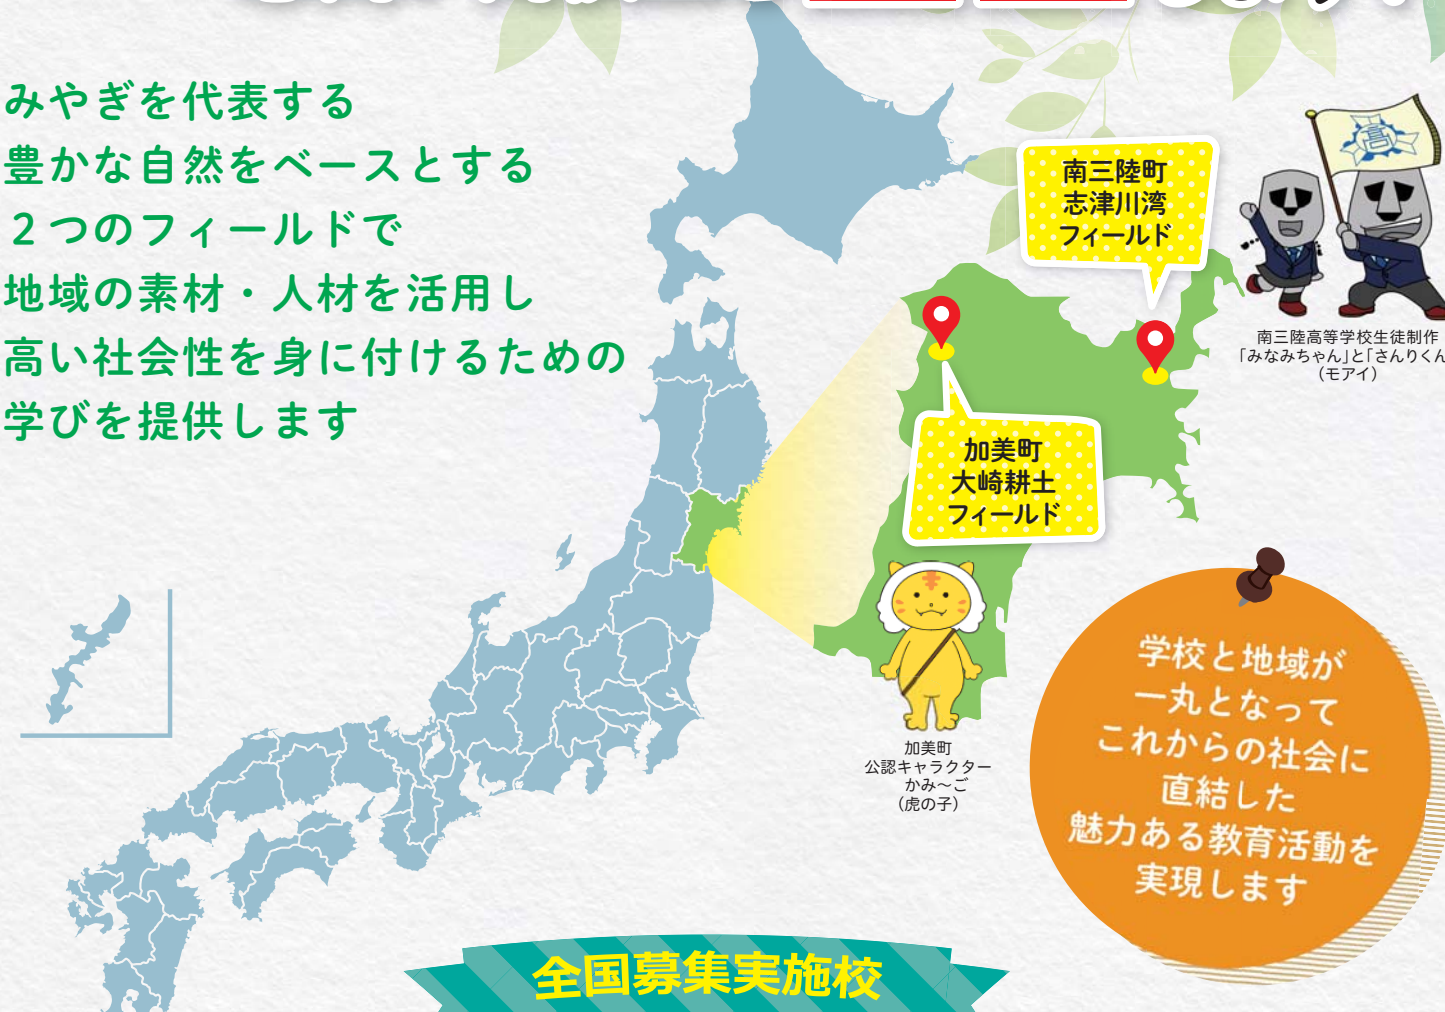 みやぎを代表する
豊かな自然をベースとする
２つのフィールドで
地域の素材・人材を活用し
高い社会性を身に付けるための
学びを提供します
南三陸町
志津川湾
フィールド
高
南三陸高等学校生徒制作
「みなみちゃん」と「さんりくん
（モアイ）
加美町
大崎耕土
フィールド
加美町
公認キャラクター
かみ〜ご
（虎の子）
学校と地域が
一丸となって
これからの社会に
直結した
魅力ある教育活動を
実現します
全国募集実施校